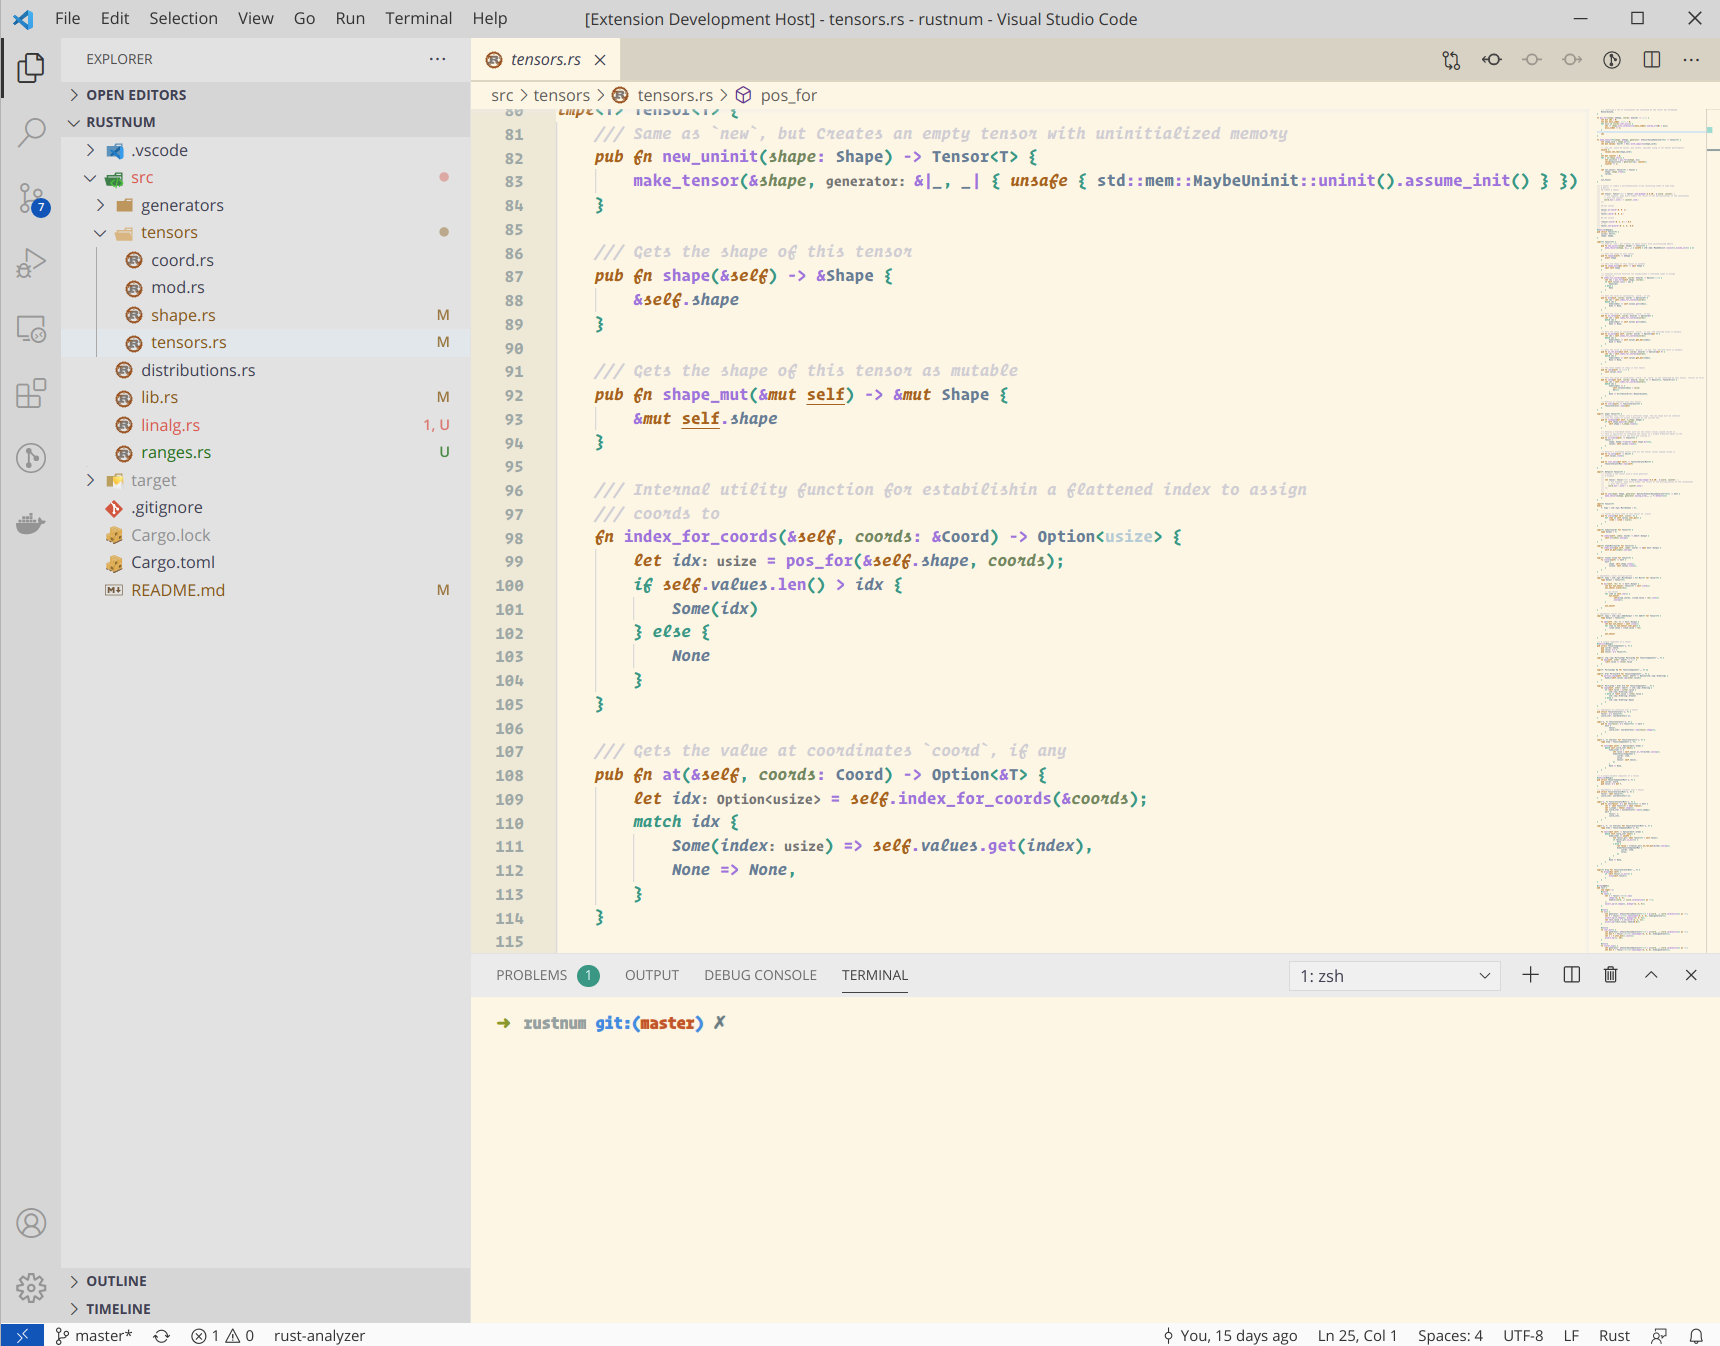 File Edit Selection View Go Run Terminal Help [Extension Development Host] - tensors.rs - rustnum - Visual Studio Code
EXPLORER
OPEN EDITORS
RUSTNUM
.vscode
src
generators
tensors
coord.rs
mod.rs
shape.rs M
tensors.rs M
distributions.rs
lib.rs M
linalg.rs 1, U
ranges.rs U
target
.gitignore
Cargo.lock
Cargo.toml
README.md M
OUTLINE
TIMELINE
7
tensors.rs
src > tensors > tensors.rs > pos_for
80 impl<T> Tensor<T> {
81 /// Same as `new`, but Creates an empty tensor with uninitialized memory
82 pub fn new_uninit(shape: Shape) -> Tensor<T> {
83 make_tensor(&shape, generator: &|_, _| { unsafe { std::mem::MaybeUninit::uninit().assume_init() } })
84 }
85
86 /// Gets the shape of this tensor
87 pub fn shape(&self) -> &Shape {
88 &self.shape
89 }
90
91 /// Gets the shape of this tensor as mutable
92 pub fn shape_mut(&mut self) -> &mut Shape {
93 &mut self.shape
94 }
95
96 /// Internal utility function for estabilishin a flattened index to assign
97 /// coords to
98 fn index_for_coords(&self, coords: &Coord) -> Option<usize> {
99 let idx: usize = pos_for(&self.shape, coords);
100 if self.values.len() > idx {
101 Some(idx)
102 } else {
103 None
104 }
105 }
106
107 /// Gets the value at coordinates `coord`, if any
108 pub fn at(&self, coords: Coord) -> Option<&T> {
109 let idx: Option<usize> = self.index_for_coords(&coords);
110 match idx {
111 Some(index: usize) => self.values.get(index),
112 None => None,
113 }
114 }
115
PROBLEMS 1 OUTPUT DEBUG CONSOLE TERMINAL 1: zsh
➜ rustnum git:(master) ✗
master* 1 0 rust-analyzer You, 15 days ago Ln 25, Col 1 Spaces: 4 UTF-8 LF Rust